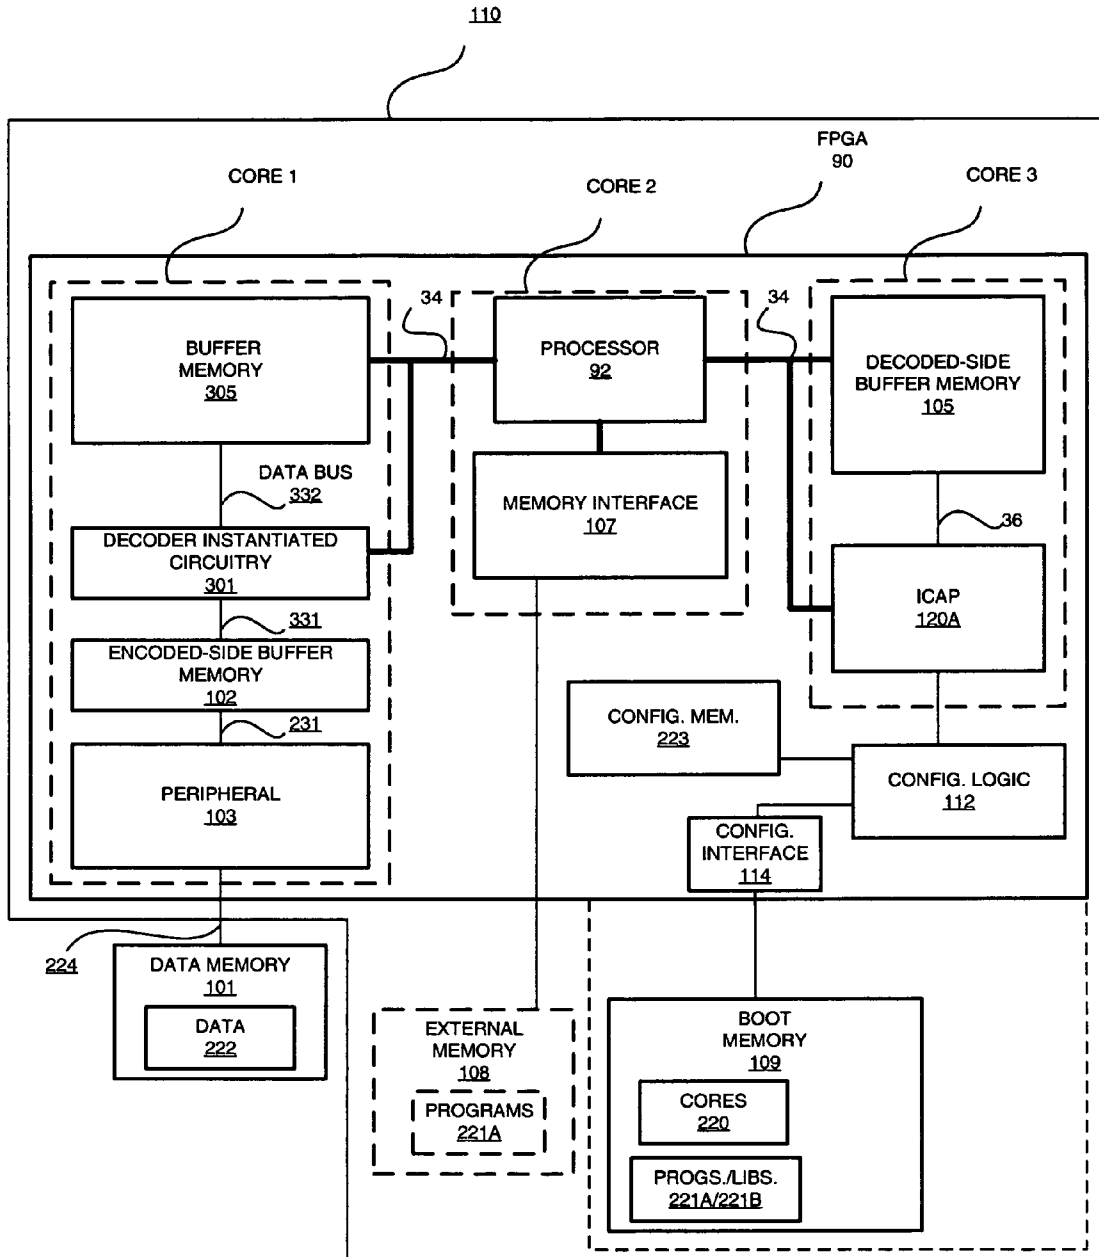 110
FPGA
90
CORE 1
CORE 2
CORE 3
34
34
BUFFER
MEMORY
305
PROCESSOR
92
DECODED-SIDE
BUFFER MEMORY
105
DATA BUS
332
MEMORY INTERFACE
107
36
DECODER INSTANTIATED
CIRCUITRY
301
ICAP
120A
331
ENCODED-SIDE BUFFER
MEMORY
102
231
CONFIG. MEM.
223
CONFIG. LOGIC
112
PERIPHERAL
103
CONFIG.
INTERFACE
114
224
DATA MEMORY
101
DATA
222
EXTERNAL
MEMORY
108
PROGRAMS
221A
BOOT
MEMORY
109
CORES
220
PROGS./LIBS.
221A/221B